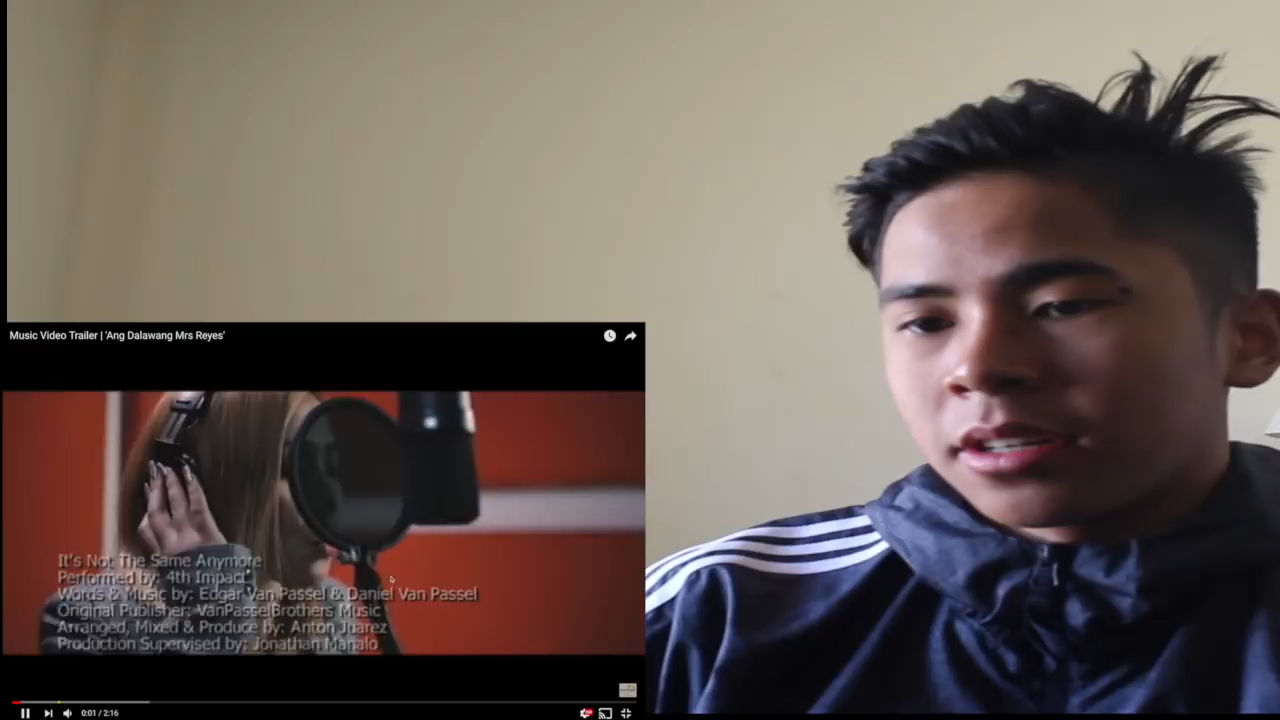 Music Video Trailer | 'Ang Dalawang Mrs Reyes'
It's Not The Same Anymore
Performed by: 4th Impact
Words & Music by: Edgar Van Passel & Daniel Van Passel
Original Publisher: VanPasselBrothers Music
Arranged, Mixed & Produce by: Anton Juarez
Production Supervised by: Jonathan Manalo
0:01 / 2:16